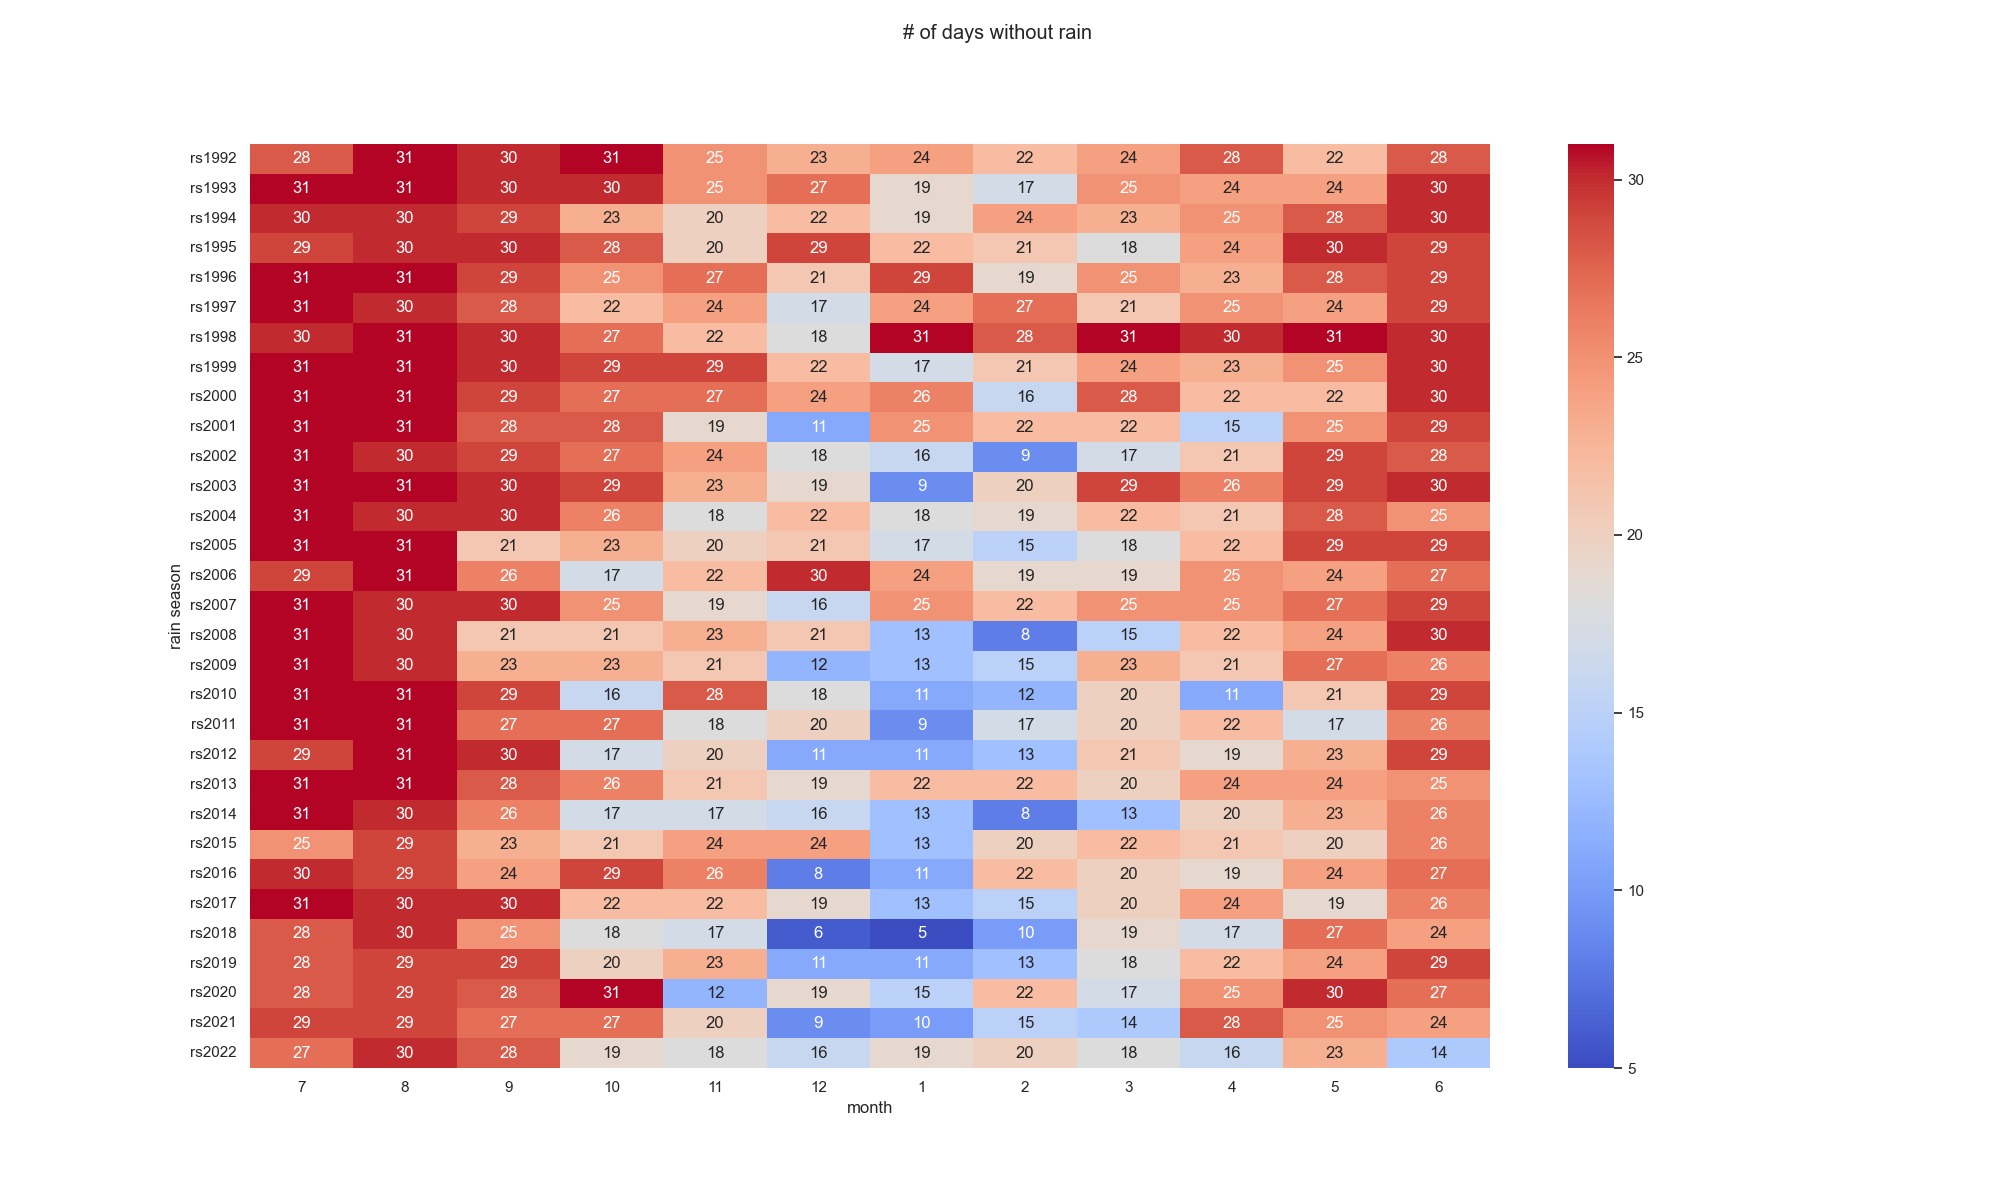 # of days without rain
rs1992 28 31 30 31 25 23 24 22 24 28 22 28
rs1993 31 31 30 30 25 27 19 17 25 24 24 30
rs1994 30 30 29 23 20 22 19 24 23 25 28 30
rs1995 29 30 30 28 20 29 22 21 18 24 30 29
rs1996 31 31 29 25 27 21 29 19 25 23 28 29
rs1997 31 30 28 22 24 17 24 27 21 25 24 29
rs1998 30 31 30 27 22 18 31 28 31 30 31 30
rs1999 31 31 30 29 29 22 17 21 24 23 25 30
rs2000 31 31 29 27 27 24 26 16 28 22 22 30
rs2001 31 31 28 28 19 11 25 22 22 15 25 29
rs2002 31 30 29 27 24 18 16 9 17 21 29 28
rs2003 31 31 30 29 23 19 9 20 29 26 29 30
rs2004 31 30 30 26 18 22 18 19 22 21 28 25
rs2005 31 31 21 23 20 21 17 15 18 22 29 29
rs2006 29 31 26 17 22 30 24 19 19 25 24 27
rs2007 31 30 30 25 19 16 25 22 25 25 27 29
rs2008 31 30 21 21 23 21 13 8 15 22 24 30
rs2009 31 30 23 23 21 12 13 15 23 21 27 26
rs2010 31 31 29 16 28 18 11 12 20 11 21 29
rs2011 31 31 27 27 18 20 9 17 20 22 17 26
rs2012 29 31 30 17 20 11 11 13 21 19 23 29
rs2013 31 31 28 26 21 19 22 22 20 24 24 25
rs2014 31 30 26 17 17 16 13 8 13 20 23 26
rs2015 25 29 23 21 24 24 13 20 22 21 20 26
rs2016 30 29 24 29 26 8 11 22 20 19 24 27
rs2017 31 30 30 22 22 19 13 15 20 24 19 26
rs2018 28 30 25 18 17 6 5 10 19 17 27 24
rs2019 28 29 29 20 23 11 11 13 18 22 24 29
rs2020 28 29 28 31 12 19 15 22 17 25 30 27
rs2021 29 29 27 27 20 9 10 15 14 28 25 24
rs2022 27 30 28 19 18 16 19 20 18 16 23 14
7 8 9 10 11 12 1 2 3 4 5 6
month
rain season
30
25
20
15
10
5